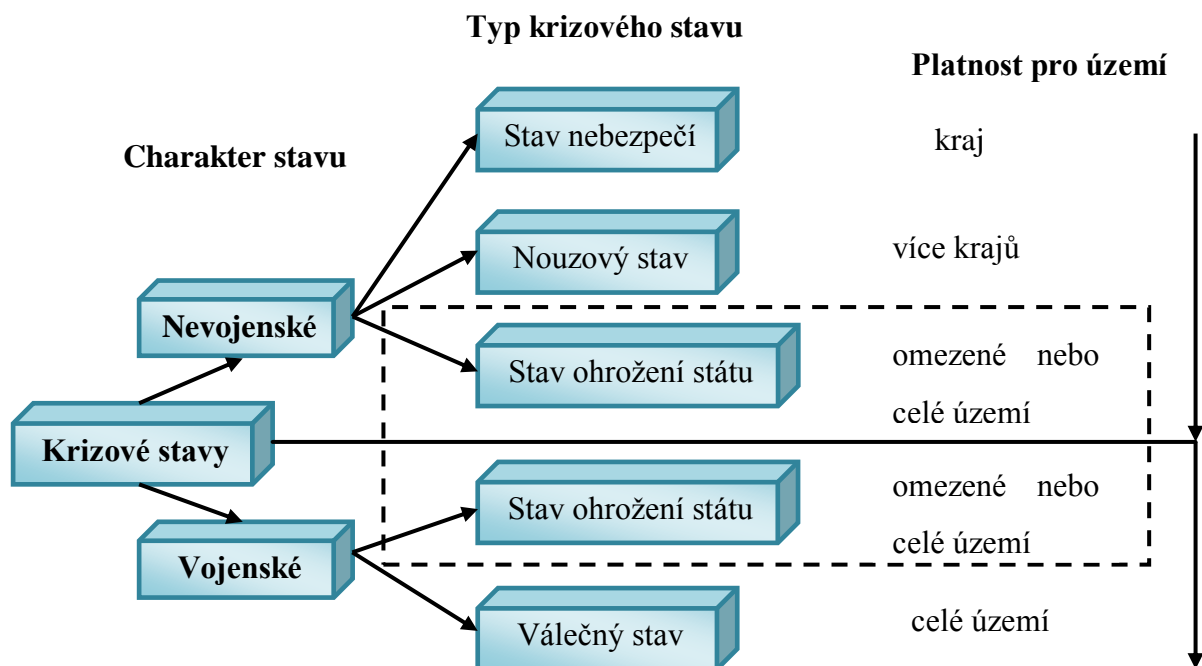 Typ krizového stavu
Platnost pro území
Charakter stavu
Stav nebezpečí
kraj
Nouzový stav
více krajů
Nevojenské
Stav ohrožení státu
omezené nebo
celé území
Krizové stavy
Stav ohrožení státu
omezené nebo
celé území
Vojenské
Válečný stav
celé území